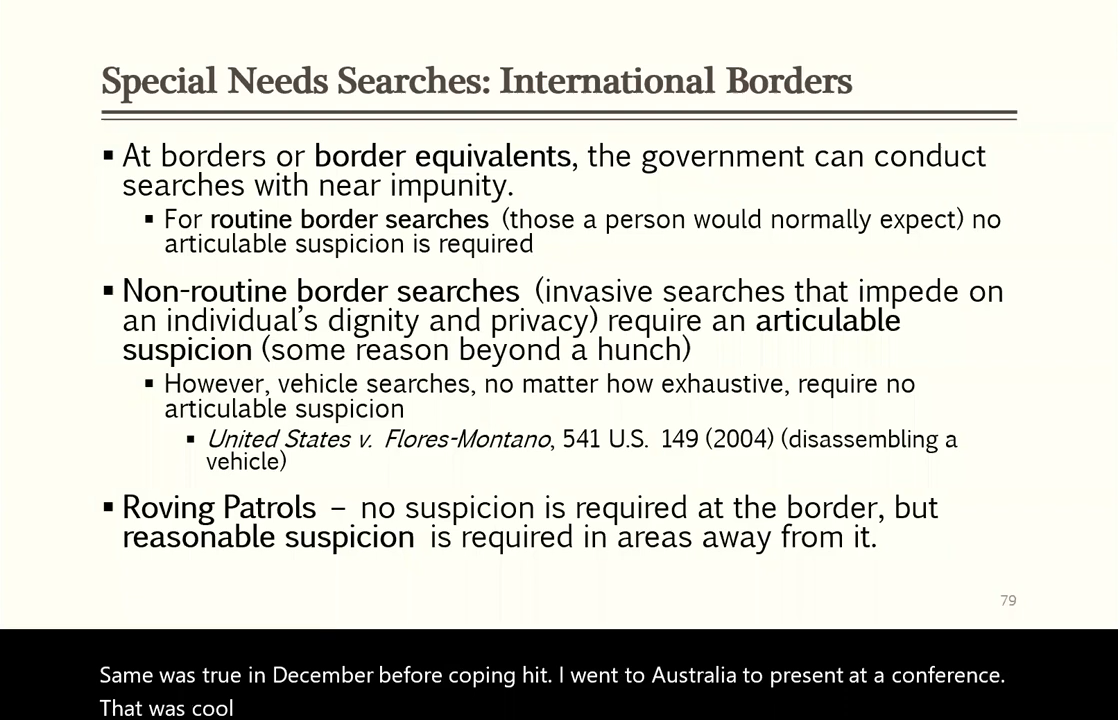 Special Needs Searches: International Borders
▪ At borders or border equivalents, the government can conduct
searches with near impunity.
▪ For routine border searches (those a person would normally expect) no
articulable suspicion is required
▪ Non-routine border searches (invasive searches that impede on
an individual’s dignity and privacy) require an articulable
suspicion (some reason beyond a hunch)
▪ However, vehicle searches, no matter how exhaustive, require no
articulable suspicion
▪ United States v. Flores-Montano, 541 U.S. 149 (2004) (disassembling a
vehicle)
▪ Roving Patrols – no suspicion is required at the border, but
reasonable suspicion is required in areas away from it.
79
Same was true in December before coping hit. I went to Australia to present at a conference.
That was cool